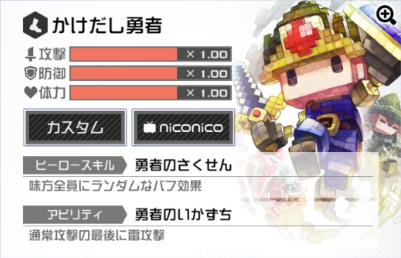 かけだし勇者
攻撃 × 1.00
防御 × 1.00
体力 × 1.00
カスタム niconico
ヒーロースキル 勇者のさくせん
味方全員にランダムなバフ効果
アビリティ 勇者のいかずち
通常攻撃の最後に雷攻撃